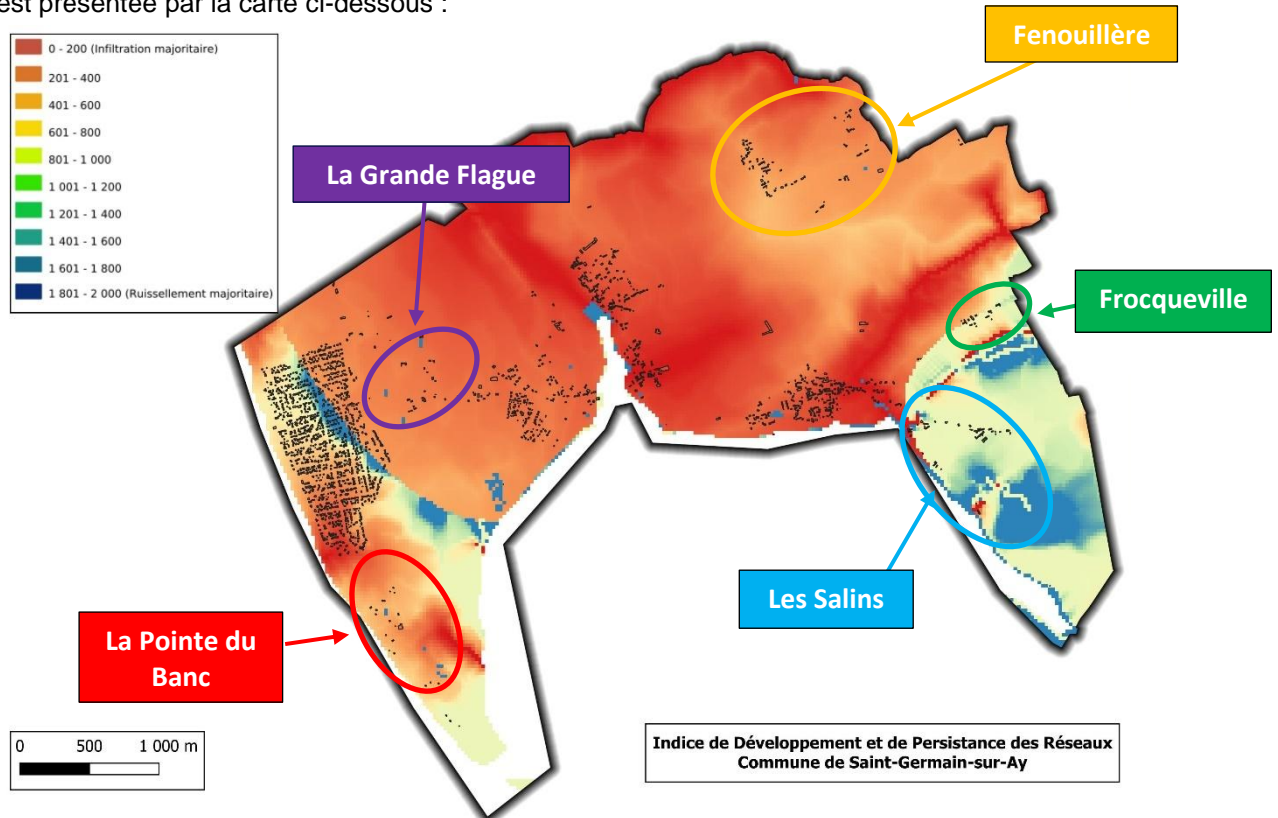 est présentée par la carte ci-dessous :
0 - 200 (Infiltration majoritaire)
201 - 400
401 - 600
601 - 800
801 - 1 000
1 001 - 1 200
1 201 - 1 400
1 401 - 1 600
1 601 - 1 800
1 801 - 2 000 (Ruissellement majoritaire)
Fenouillère
La Grande Flague
Frocqueville
Les Salins
La Pointe du
Banc
0 500 1 000 m
Indice de Développement et de Persistance des Réseaux
Commune de Saint-Germain-sur-Ay